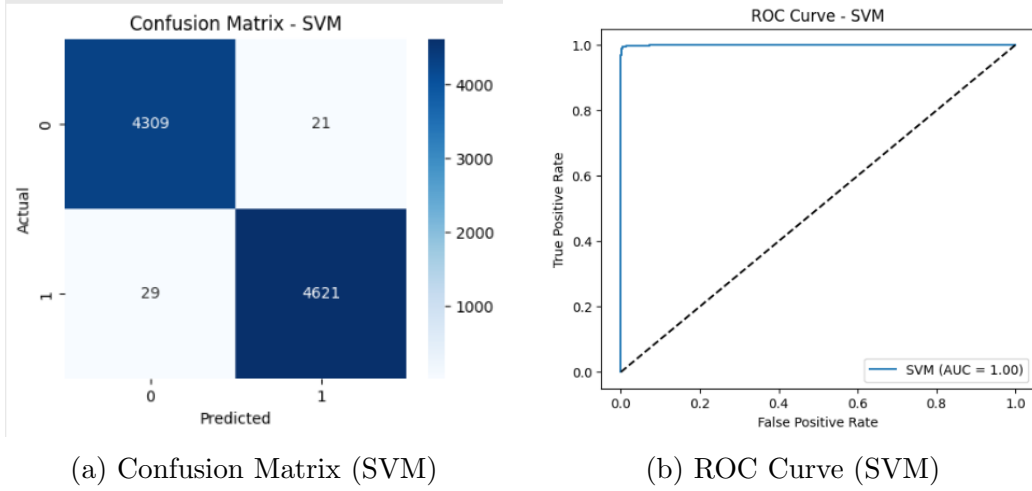 Confusion Matrix - SVM
0
4309
21
1
29
4621
Actual
0
1
Predicted
4000
3000
2000
1000
(a) Confusion Matrix (SVM)
ROC Curve - SVM
True Positive Rate
1.0
0.8
0.6
0.4
0.2
0.0
0.0
0.2
0.4
0.6
0.8
1.0
False Positive Rate
SVM (AUC = 1.00)
(b) ROC Curve (SVM)